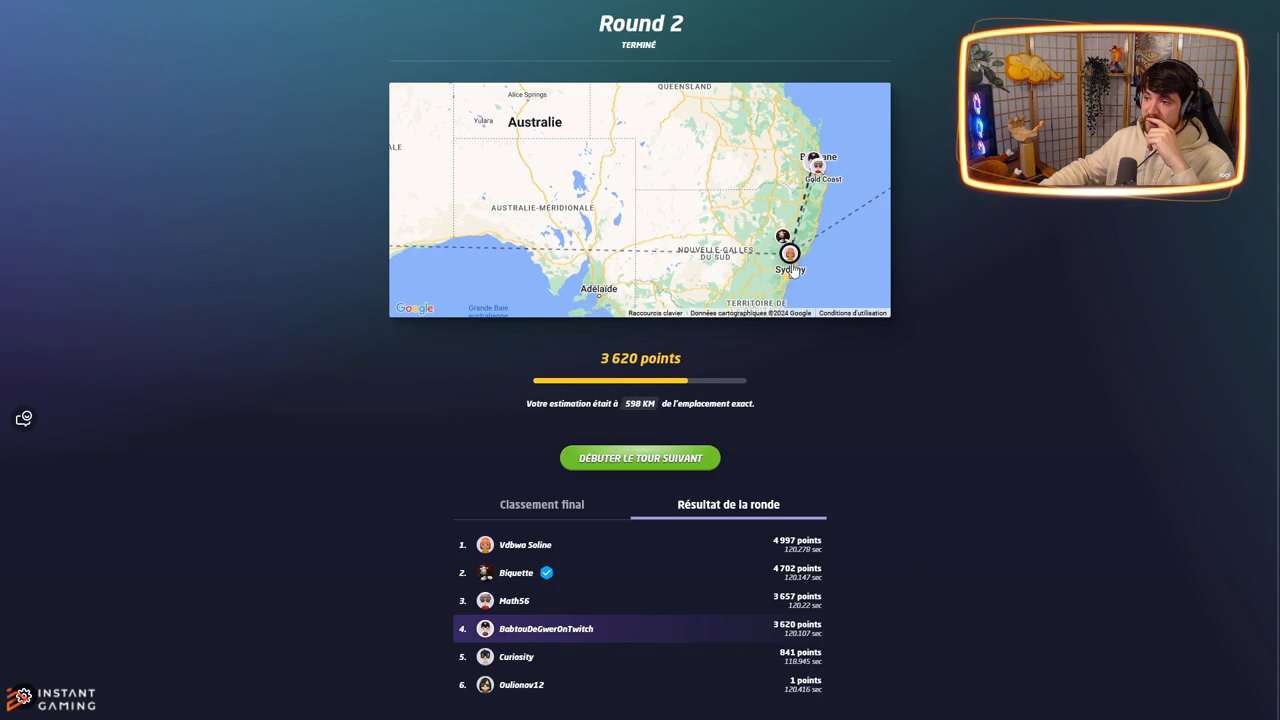 Round 2
TERMINÉ
QUEENSLAND
Alice Springs
Yulara
Australie
ALE
Gold Coast
AUSTRALIE-MÉRIDIONALE
NOUVELLE-GALLES
DU SUD
Sydney
Adélaïde
TERRITOIRE DE
Grande Baie
australienne
Google
Raccourcis clavier
Données cartographiques ©2024 Google
Conditions d'utilisation
3 620 points
Votre estimation était à 598 KM de l'emplacement exact.
DÉBUTER LE TOUR SUIVANT
Classement final
Résultat de la ronde
1. Vdbwa Soline 4 997 points
120.278 sec
2. Biquette 4 702 points
120.147 sec
3. Math56 3 657 points
120.22 sec
4. BabtouDeGwerOnTwitch 3 620 points
120.107 sec
5. Curiosity 841 points
118.945 sec
6. Oulionov12 1 points
120.416 sec
INSTANT
GAMING
logi